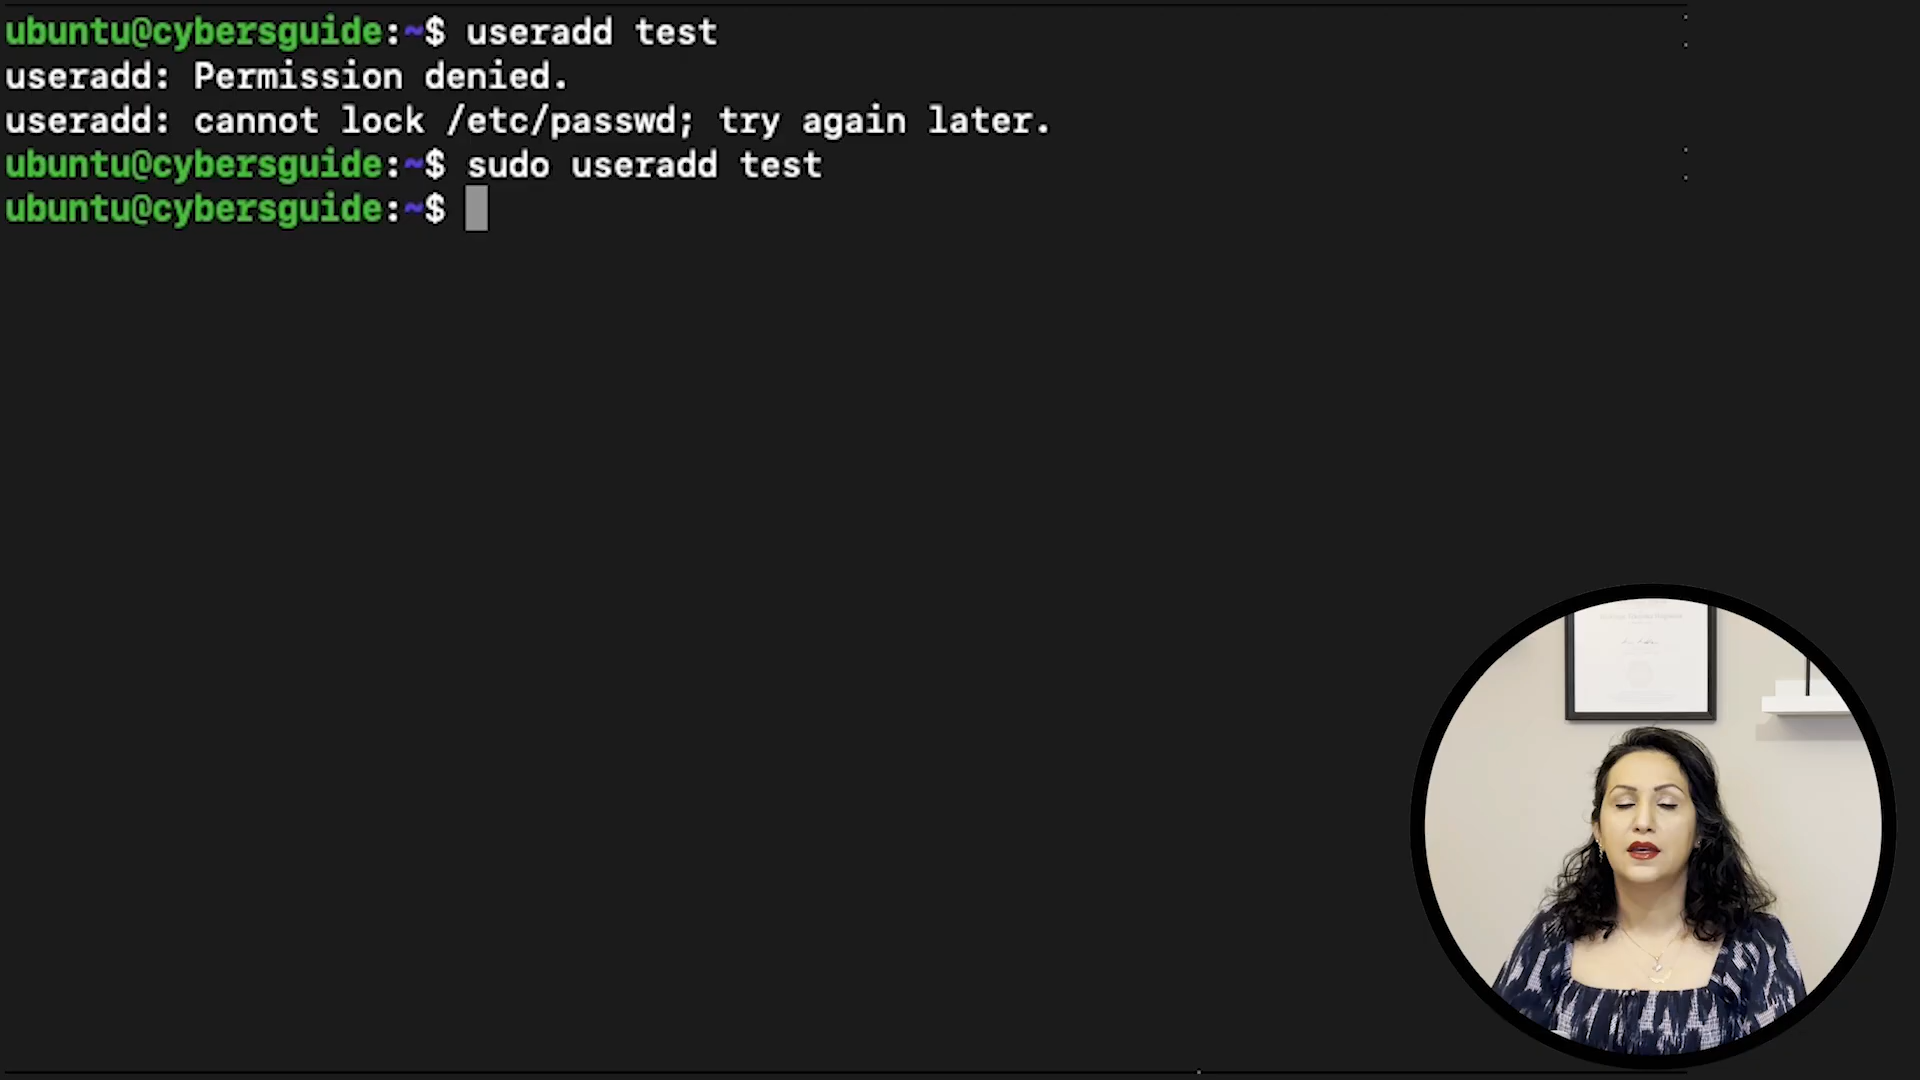 ubuntu@cybersguide:~$ useradd test
useradd: Permission denied.
useradd: cannot lock /etc/passwd; try again later.
ubuntu@cybersguide:~$ sudo useradd test
ubuntu@cybersguide:~$